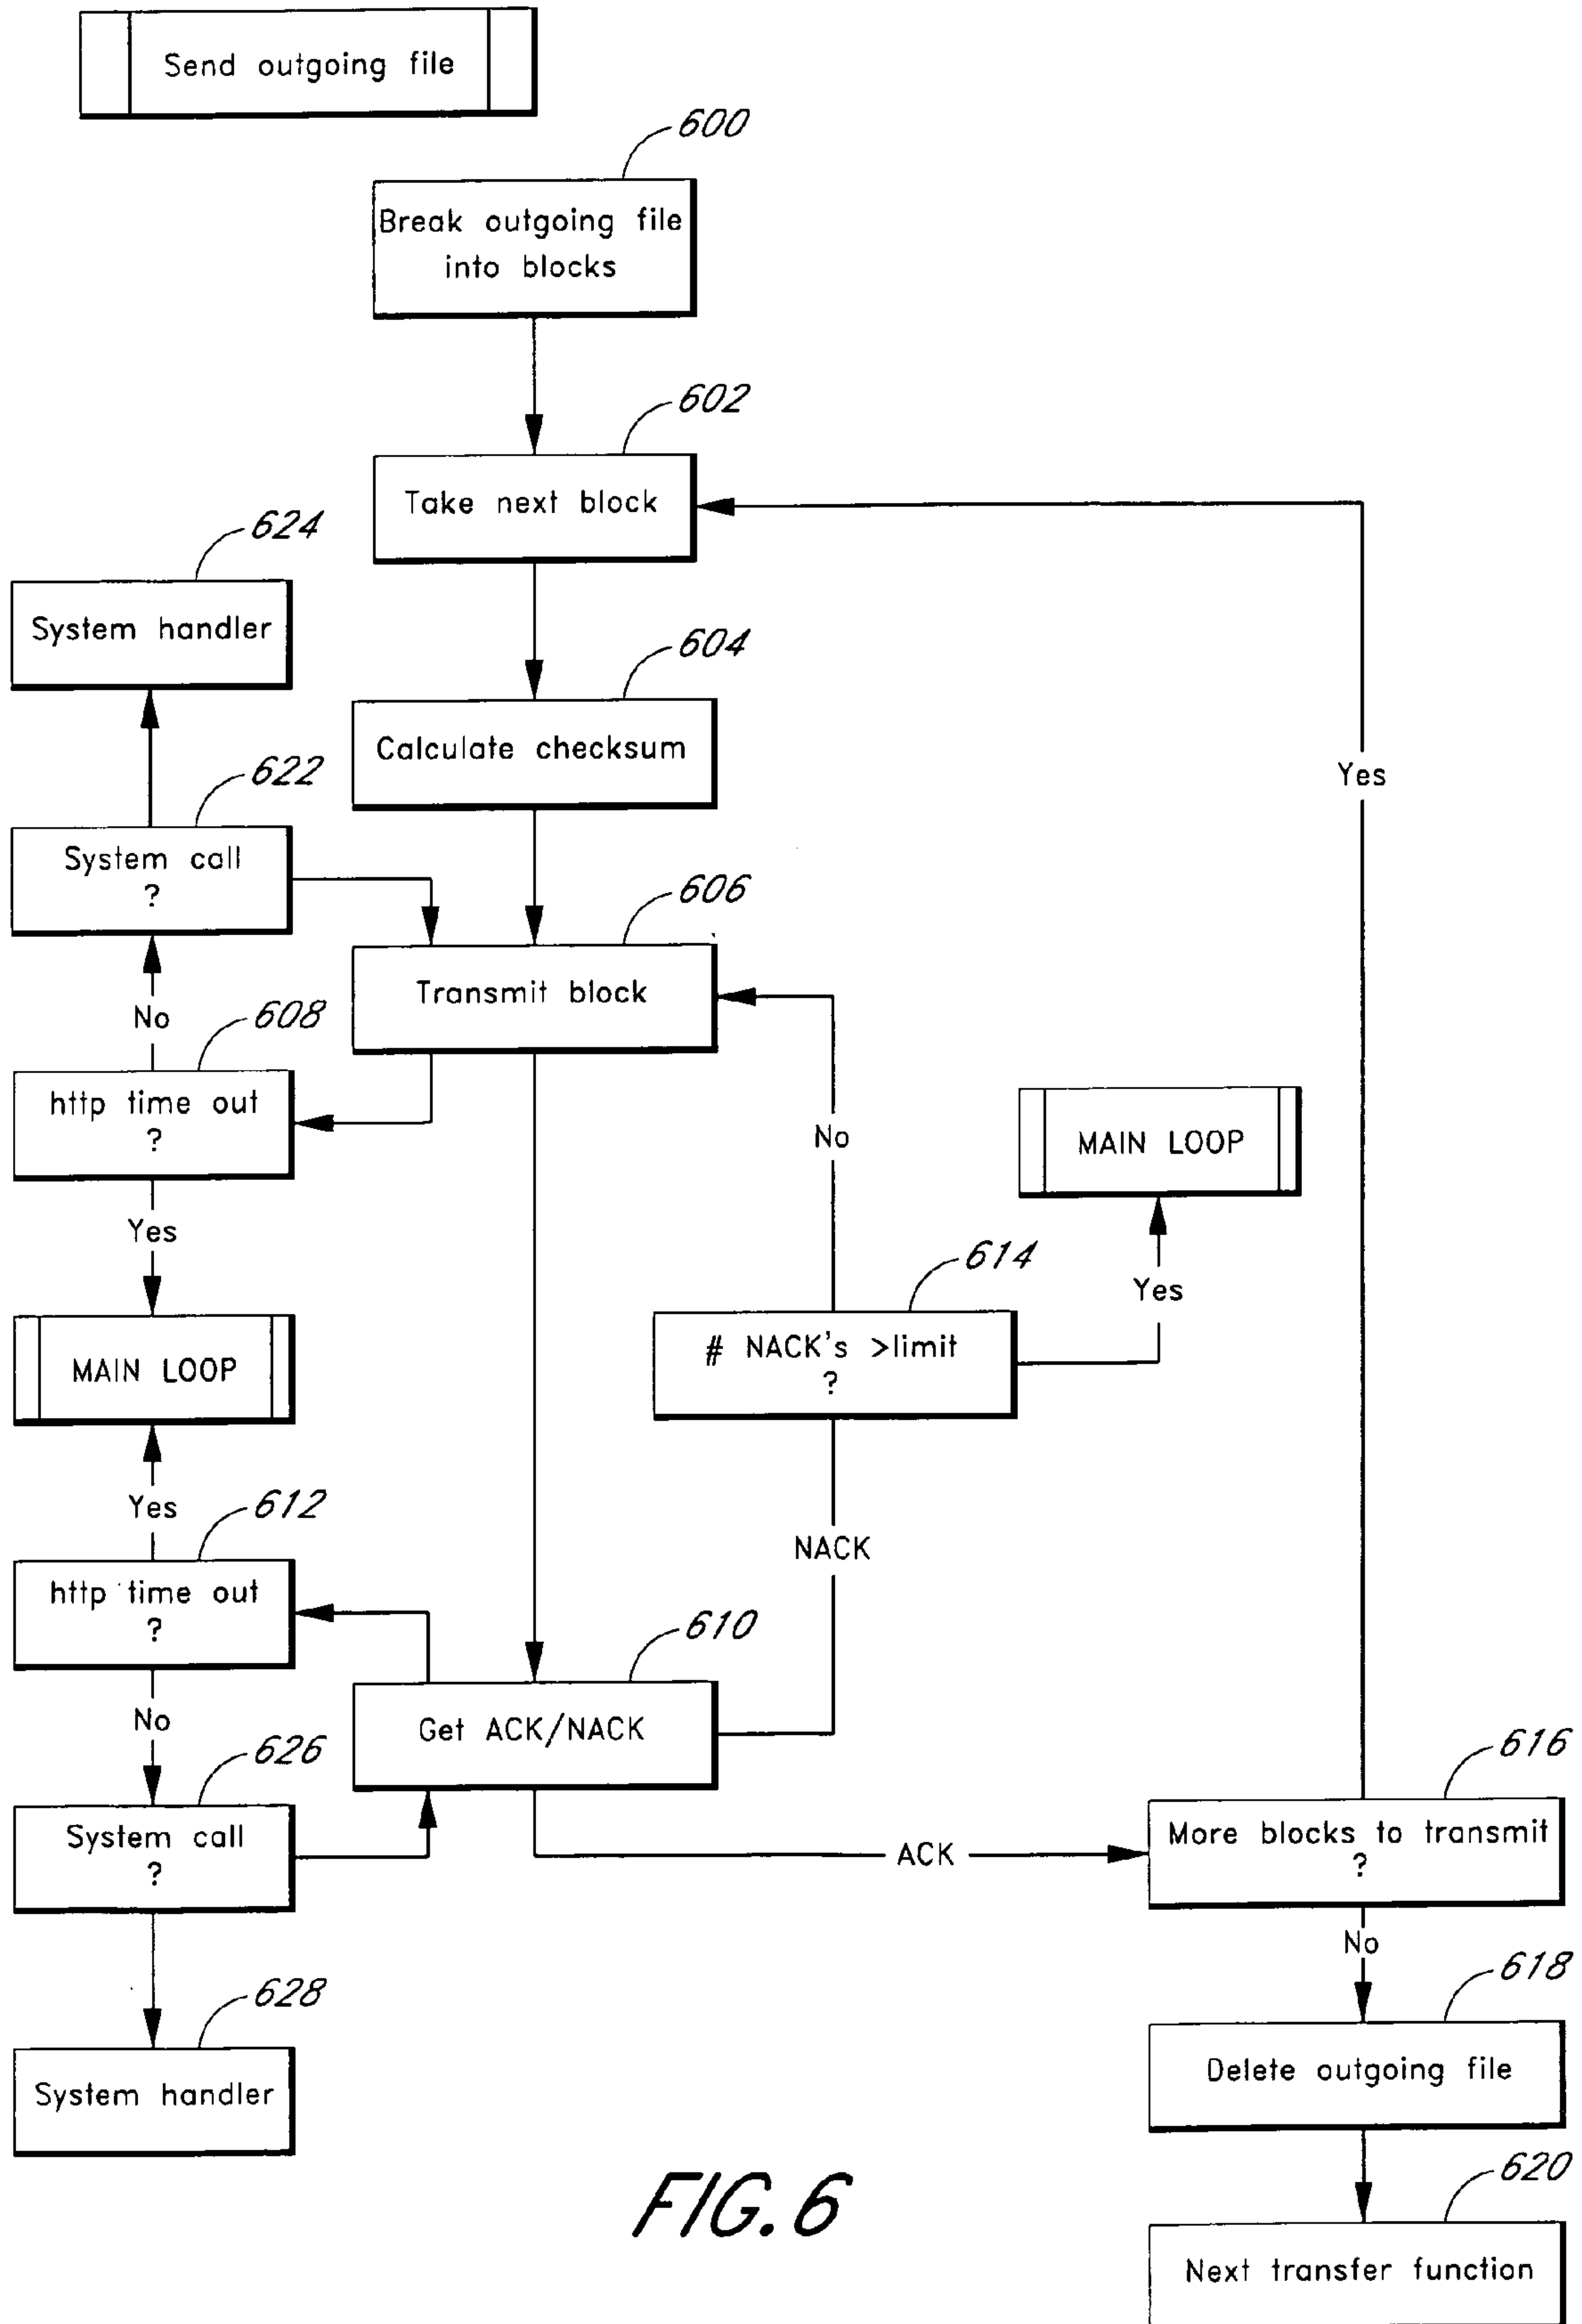 Send outgoing file
600
Break outgoing file
into blocks
602
Take next block
624
System handler
604
Calculate checksum
Yes
622
System call
?
606
Transmit block
No
608
http time out
?
No
MAIN LOOP
Yes
614
Yes
# NACK's >limit
?
MAIN LOOP
Yes
612
NACK
http time out
?
610
Get ACK/NACK
No
626
System call
?
616
More blocks to transmit
?
ACK
No
618
628
System handler
Delete outgoing file
620
Next transfer function
FIG. 6